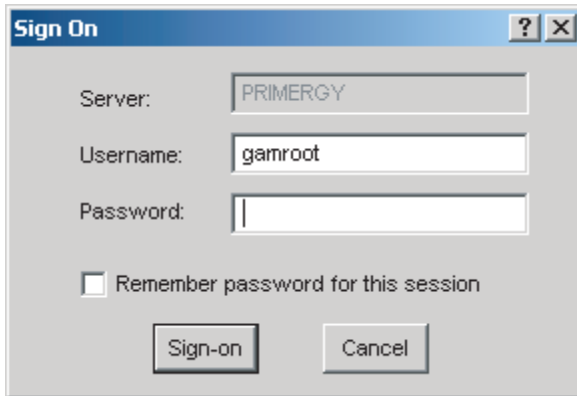 Sign On
Server: PRIMERGY
Username: gamroot
Password:
Remember password for this session
Sign-on Cancel